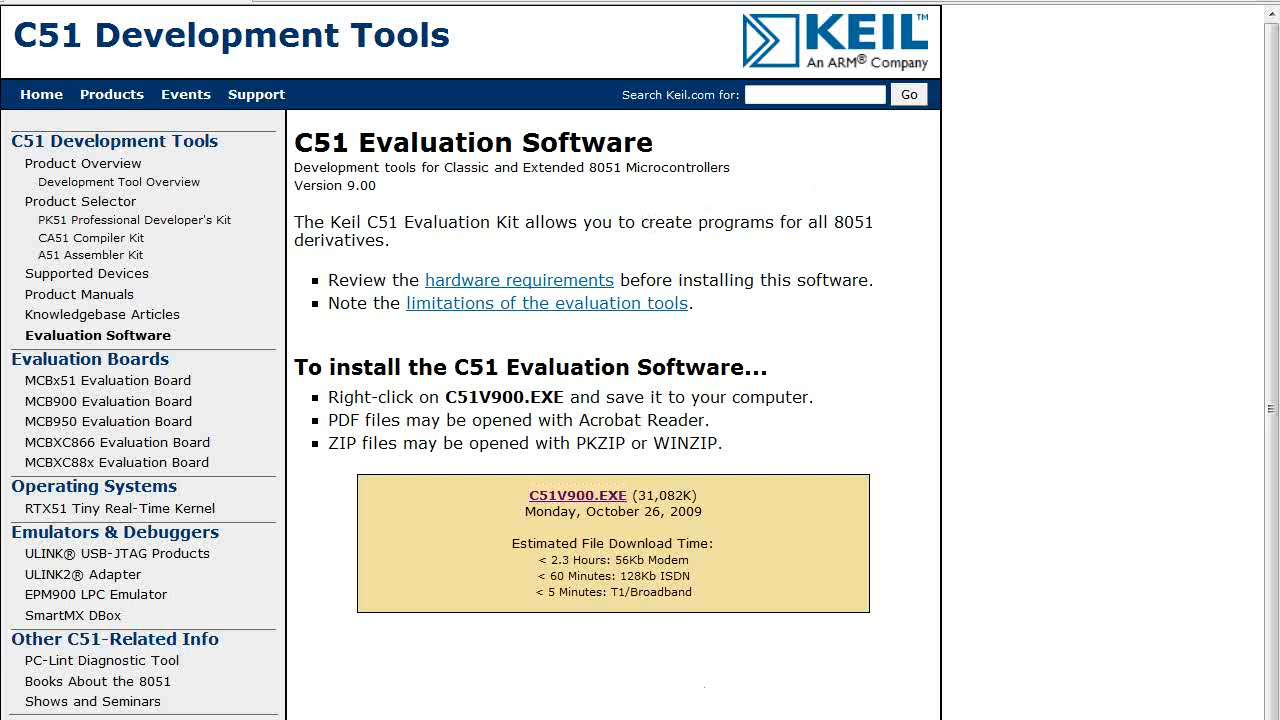 C51 Development Tools
KEIL™
An ARM® Company
Home Products Events Support
Search Keil.com for: Go
C51 Development Tools
Product Overview
Development Tool Overview
Product Selector
PK51 Professional Developer's Kit
CA51 Compiler Kit
A51 Assembler Kit
Supported Devices
Product Manuals
Knowledgebase Articles
Evaluation Software
Evaluation Boards
MCBx51 Evaluation Board
MCB900 Evaluation Board
MCB950 Evaluation Board
MCBXC866 Evaluation Board
MCBXC88x Evaluation Board
Operating Systems
RTX51 Tiny Real-Time Kernel
Emulators & Debuggers
ULINK® USB-JTAG Products
ULINK2® Adapter
EPM900 LPC Emulator
SmartMX DBox
Other C51-Related Info
PC-Lint Diagnostic Tool
Books About the 8051
Shows and Seminars
C51 Evaluation Software
Development tools for Classic and Extended 8051 Microcontrollers
Version 9.00
The Keil C51 Evaluation Kit allows you to create programs for all 8051
derivatives.
Review the hardware requirements before installing this software.
Note the limitations of the evaluation tools.
To install the C51 Evaluation Software...
Right-click on C51V900.EXE and save it to your computer.
PDF files may be opened with Acrobat Reader.
ZIP files may be opened with PKZIP or WINZIP.
C51V900.EXE (31,082K)
Monday, October 26, 2009
Estimated File Download Time:
< 2.3 Hours: 56Kb Modem
< 60 Minutes: 128Kb ISDN
< 5 Minutes: T1/Broadband